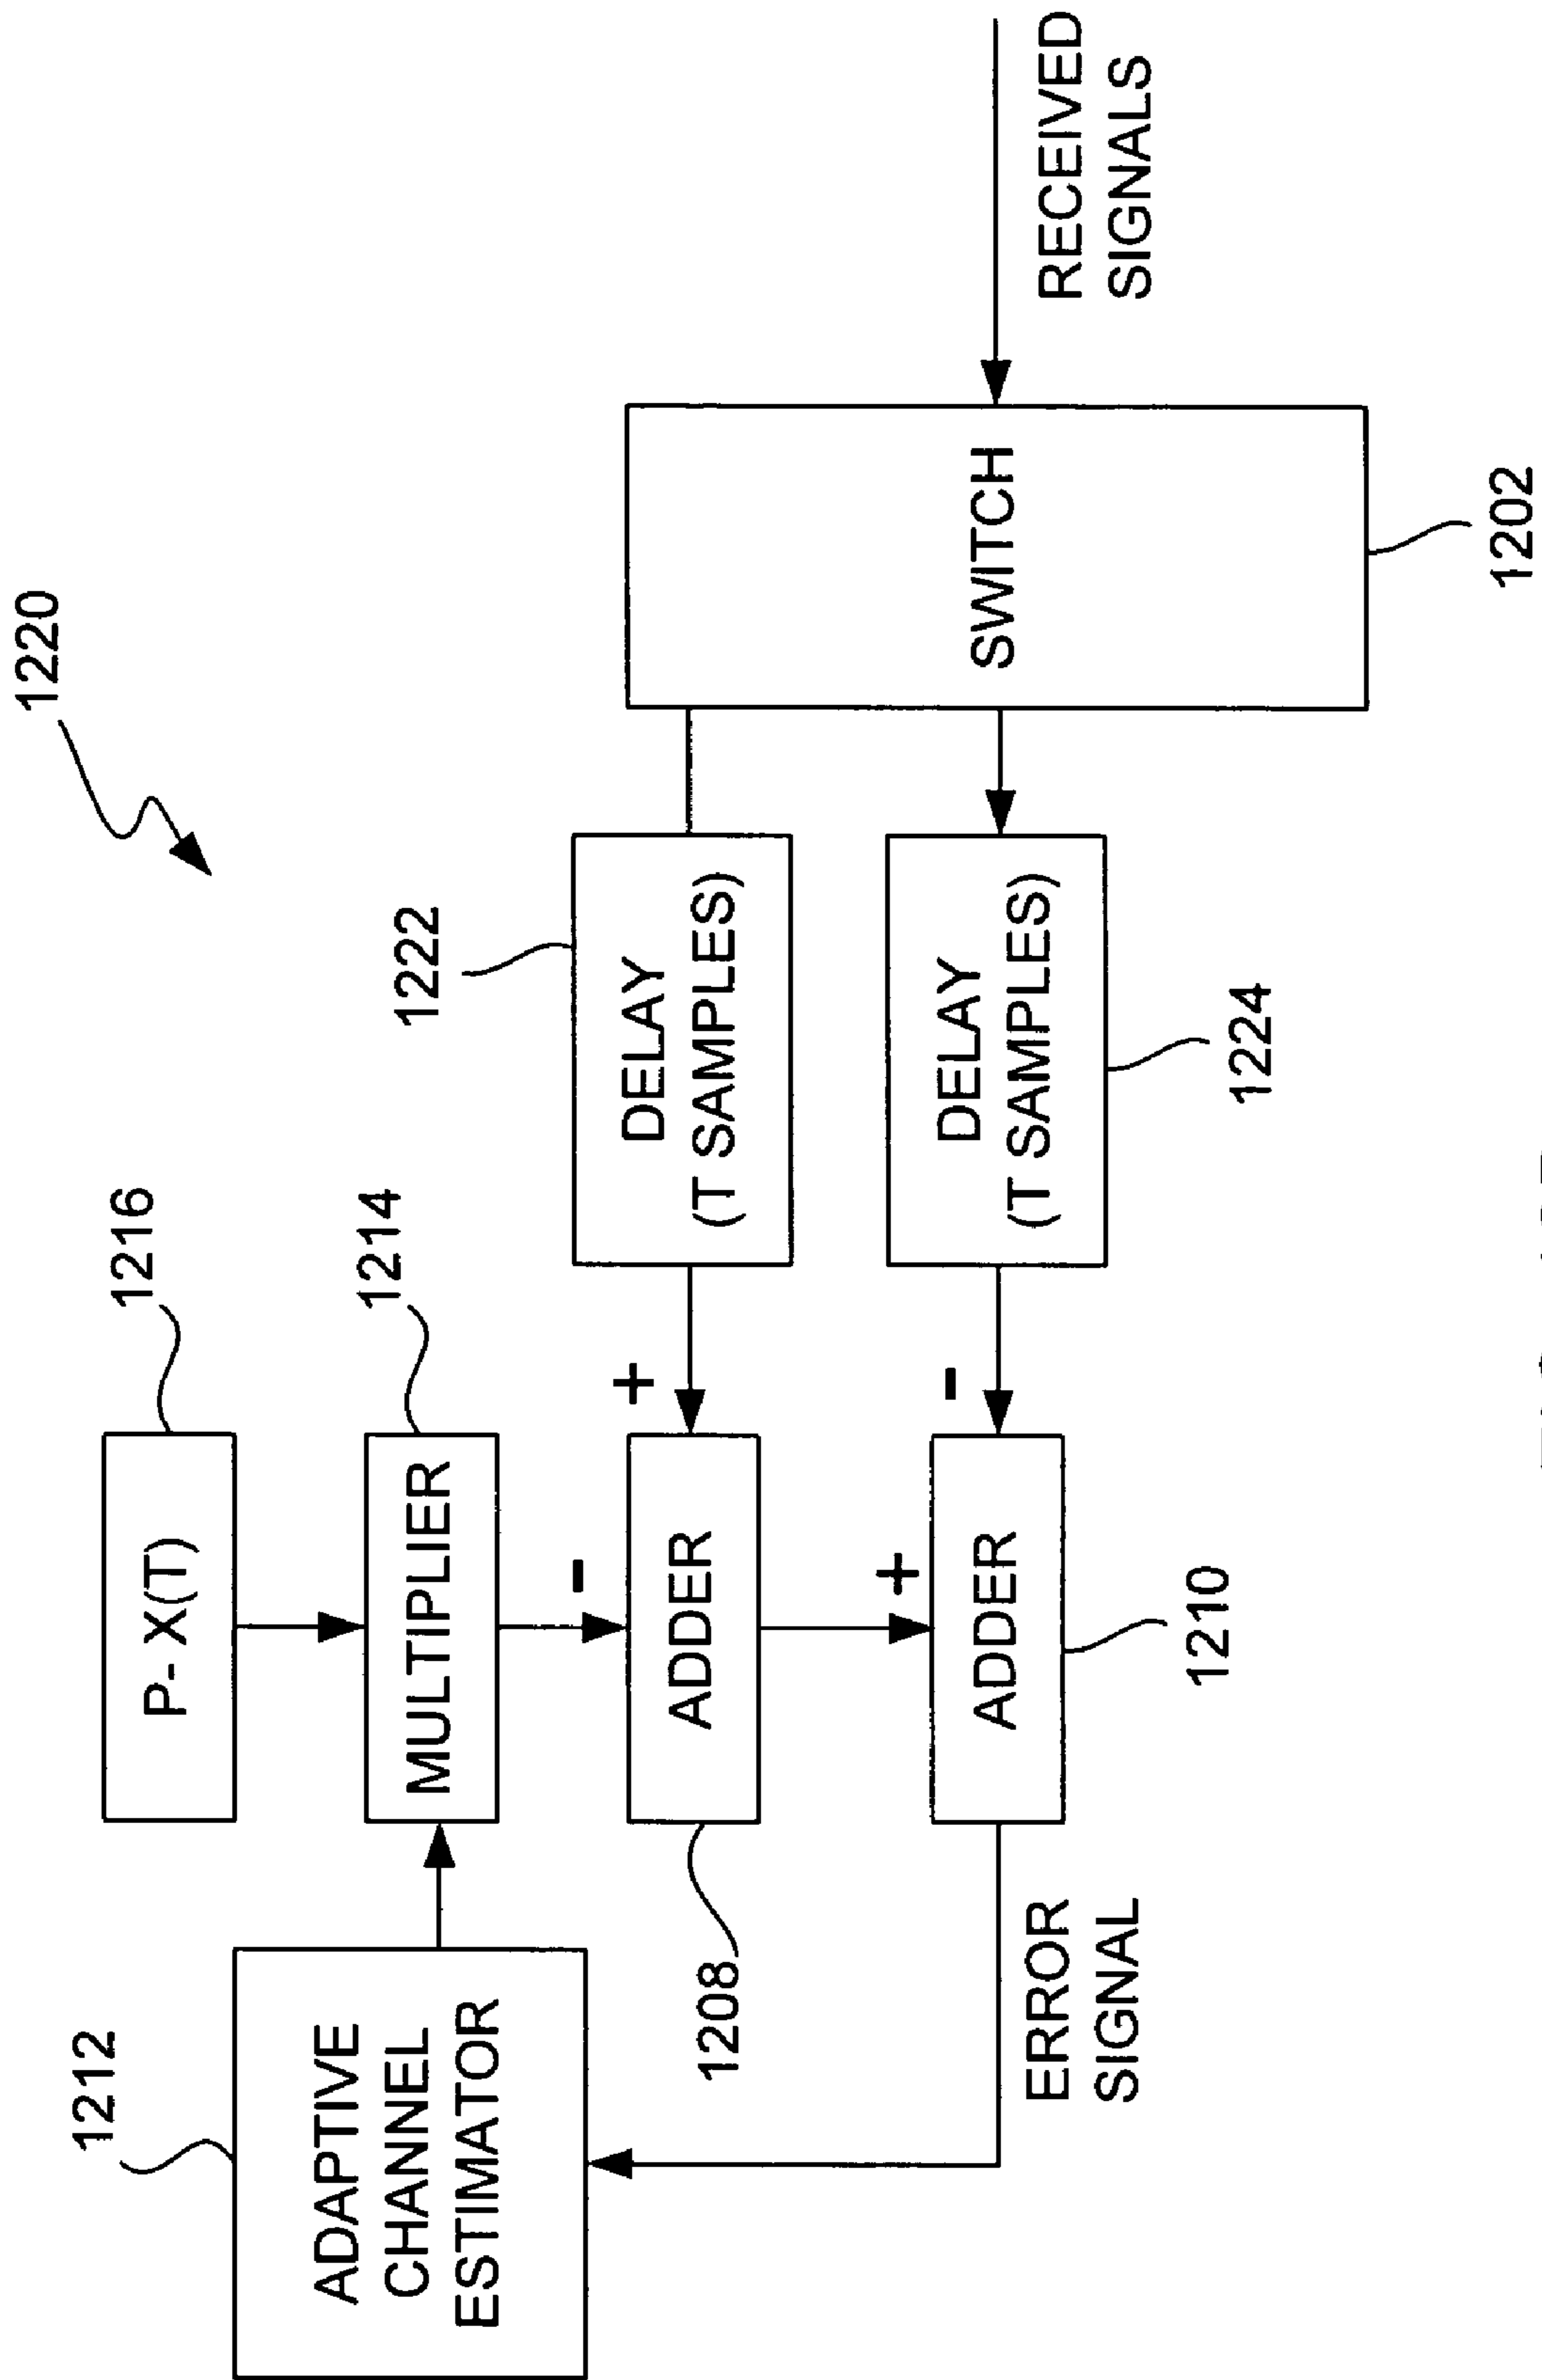 1220
1212
ADAPTIVE
CHANNEL
ESTIMATOR
1216
P- X(T)
1214
MULTIPLIER
-
1222
DELAY
(T SAMPLES)
+
ADDER
1208
+
-
DELAY
(T SAMPLES)
1224
ADDER
1210
ERROR
SIGNAL
SWITCH
1202
RECEIVED
SIGNALS